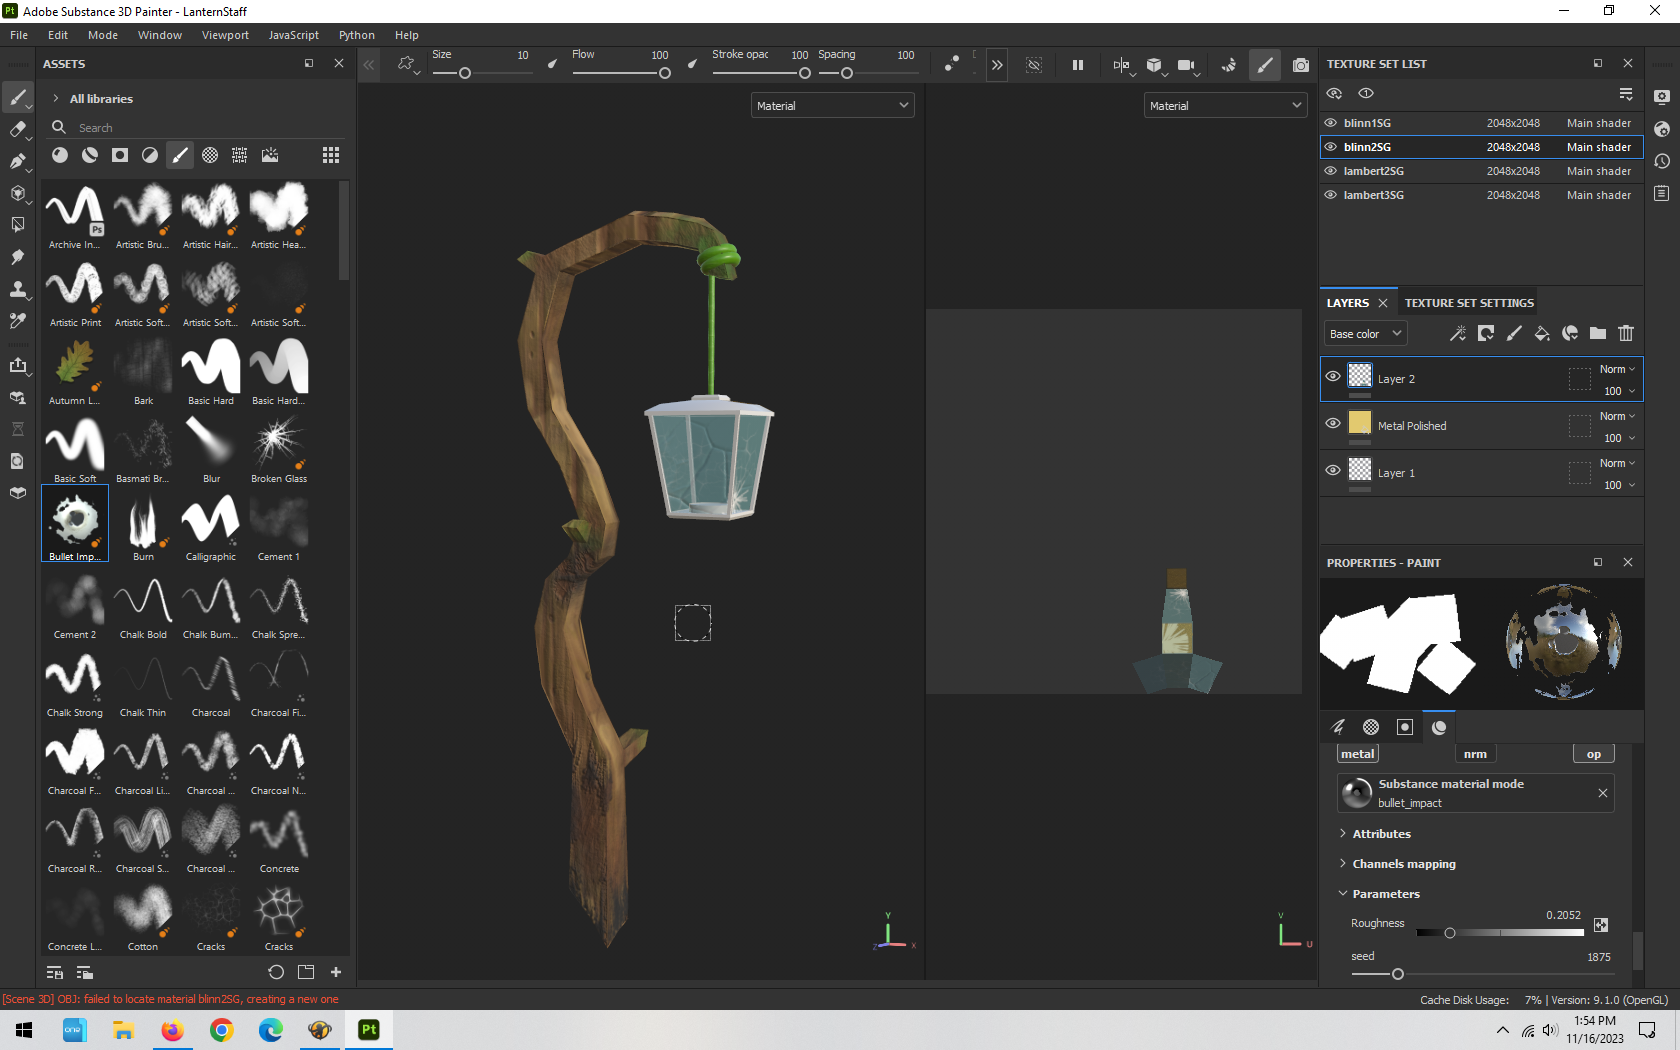 Pt Adobe Substance 3D Painter - LanternStaff
File Edit Mode Window Viewport JavaScript Python Help
ASSETS
All libraries
Search
Archive In... Artistic Bru... Artistic Hair... Artistic Hea...
Ps
Artistic Print Artistic Soft... Artistic Soft... Artistic Soft...
Autumn L... Bark Basic Hard Basic Hard...
Basic Soft Basmati Br... Blur Broken Glass
Bullet Imp... Burn Calligraphic Cement 1
Cement 2 Chalk Bold Chalk Bum... Chalk Spre...
Chalk Strong Chalk Thin Charcoal Charcoal Fi...
Charcoal F... Charcoal Li... Charcoal ... Charcoal N...
Charcoal R... Charcoal S... Charcoal ... Concrete
Concrete L... Cotton Cracks Cracks
Size 10 Flow 100 Stroke opac 100 Spacing 100
Material
Material
Y
Z X
V
U
TEXTURE SET LIST
blinn1SG 2048x2048 Main shader
blinn2SG 2048x2048 Main shader
lambert2SG 2048x2048 Main shader
lambert3SG 2048x2048 Main shader
LAYERS TEXTURE SET SETTINGS
Base color
Layer 2 Norm
100
Metal Polished Norm
100
Layer 1 Norm
100
PROPERTIES - PAINT
metal nrm op
Substance material mode
bullet_impact
Attributes
Channels mapping
Parameters
Roughness 0.2052
seed 1875
[Scene 3D] OBJ: failed to locate material blinn2SG, creating a new one
Cache Disk Usage: 7% | Version: 9.1.0 (OpenGL)
one
Pt
1:54 PM
11/16/2023